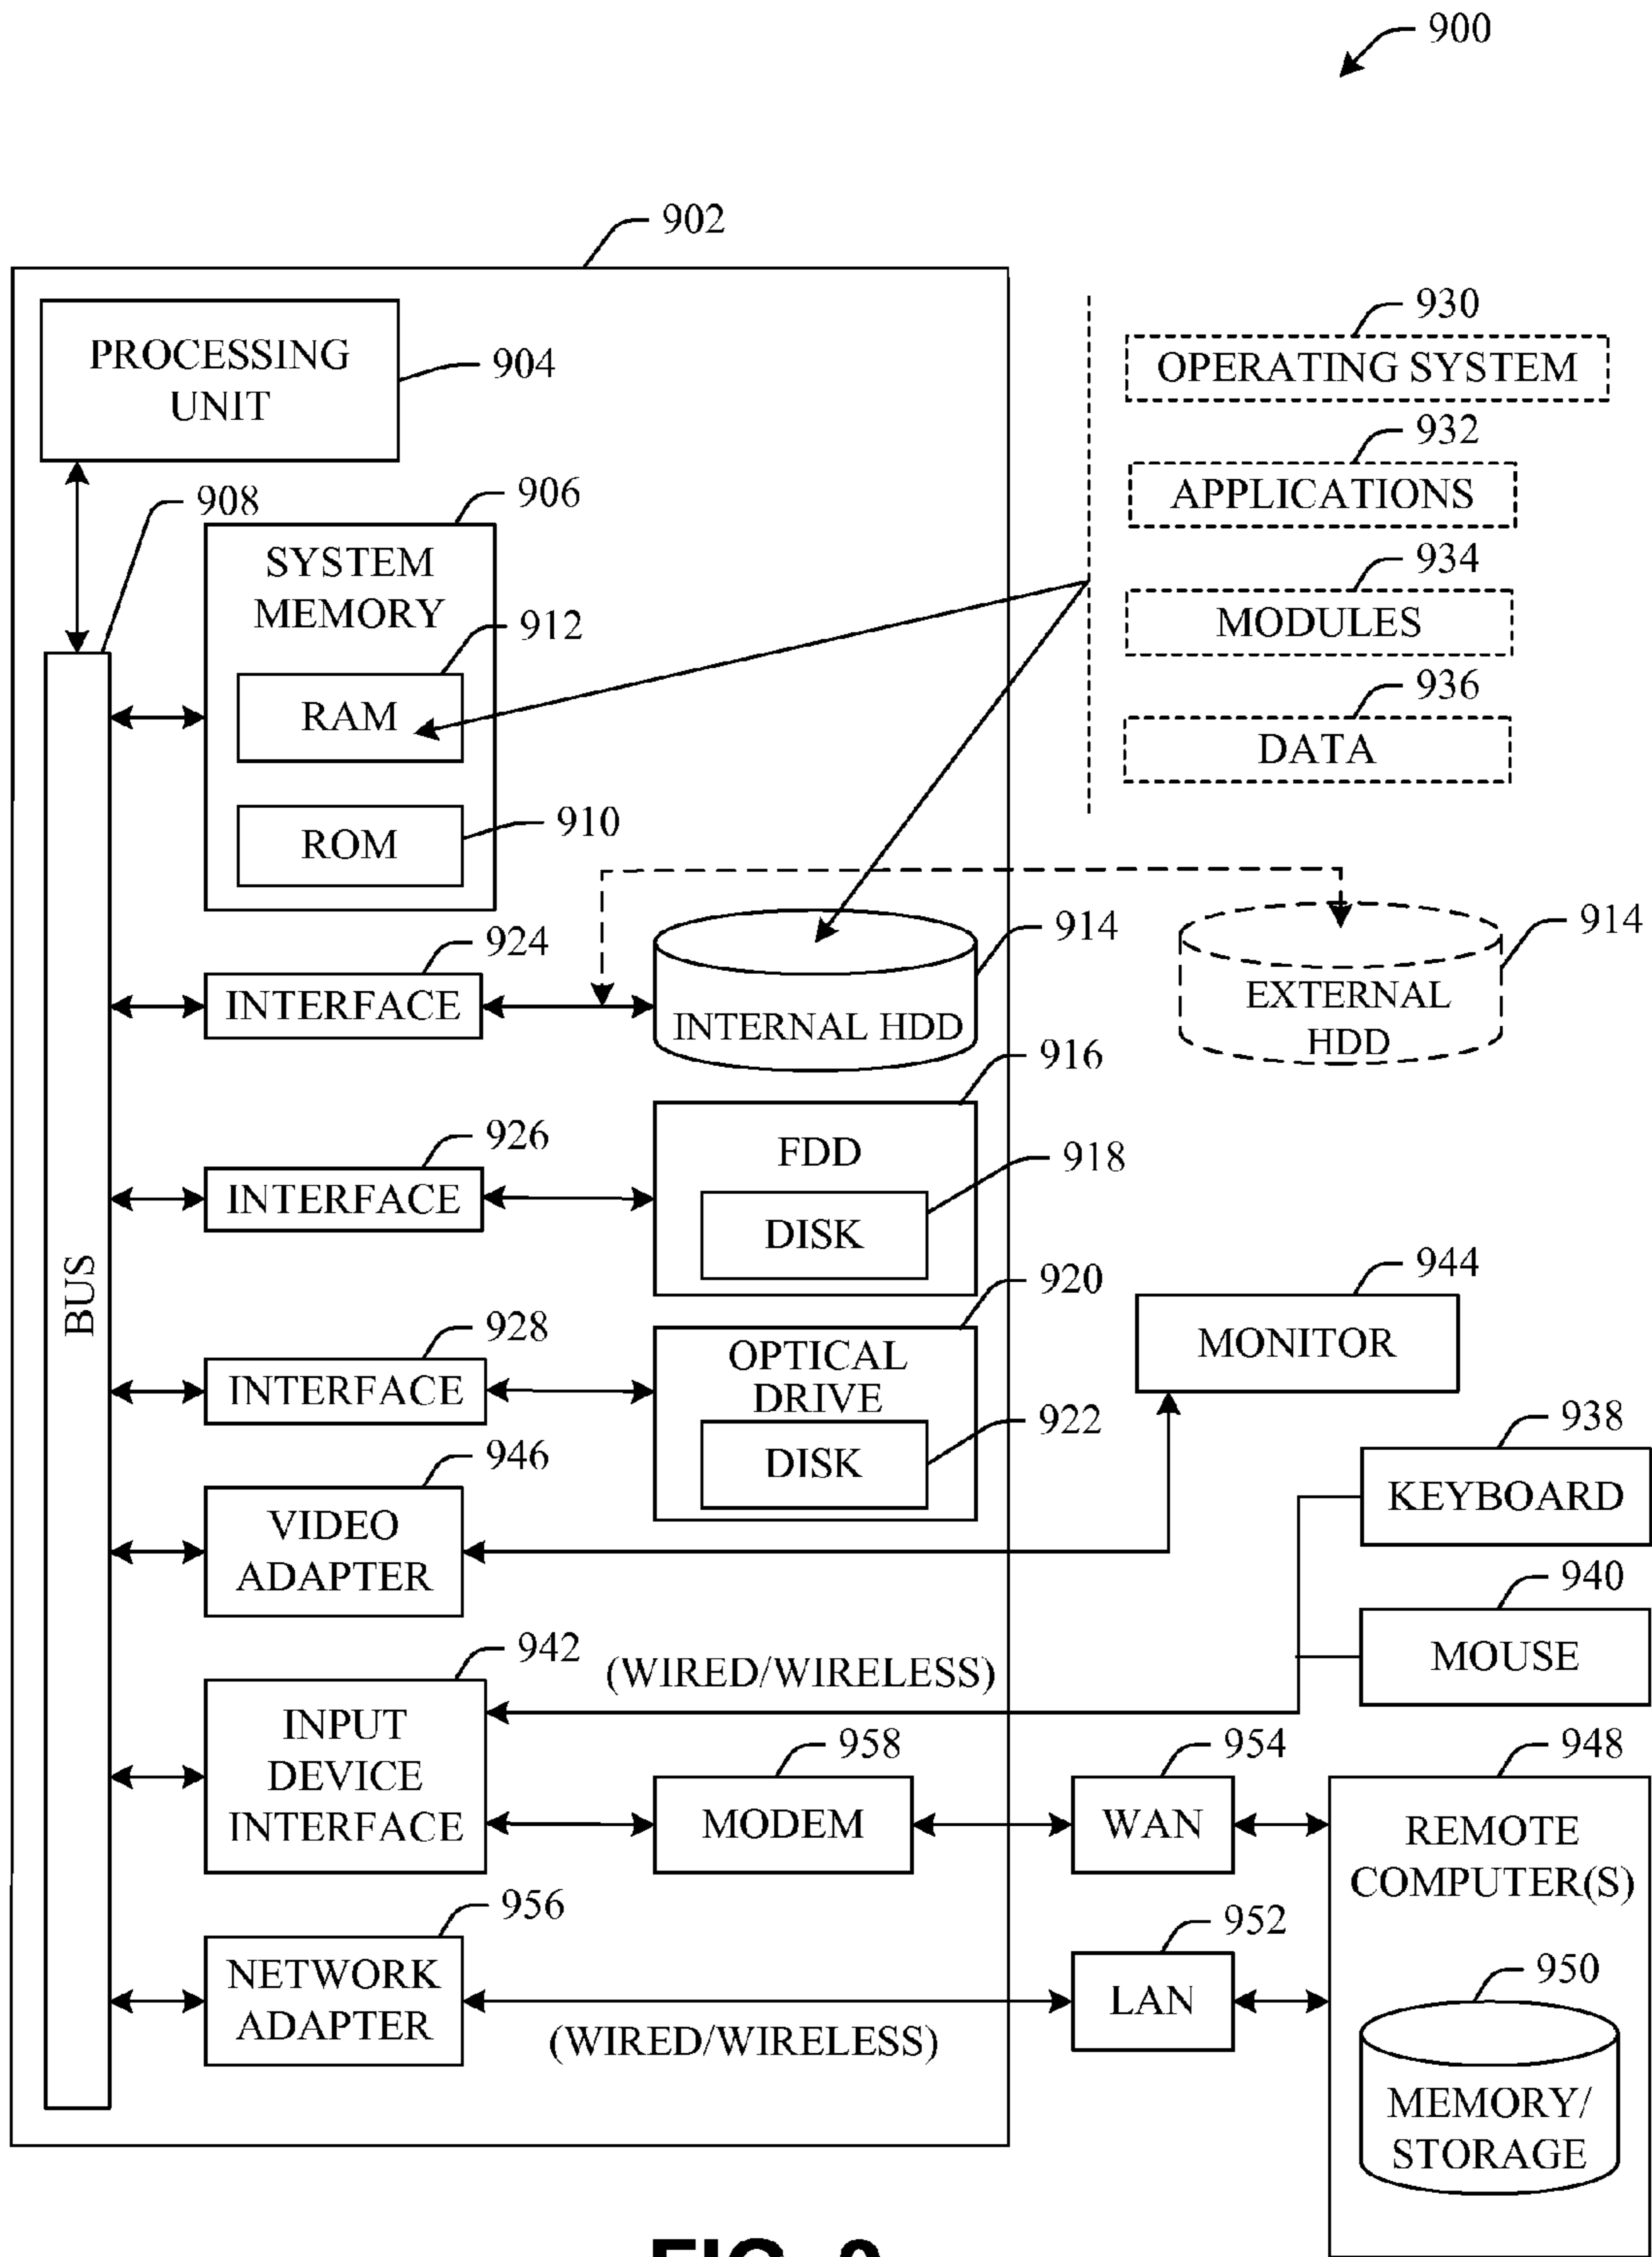 900
902
PROCESSING
UNIT
904
930
OPERATING SYSTEM
932
APPLICATIONS
934
MODULES
936
DATA
908
906
SYSTEM
MEMORY
912
RAM
910
ROM
924
INTERFACE
914
INTERNAL HDD
914
EXTERNAL
HDD
926
INTERFACE
916
FDD
918
DISK
BUS
928
INTERFACE
920
OPTICAL
DRIVE
922
DISK
944
MONITOR
946
VIDEO
ADAPTER
938
KEYBOARD
940
MOUSE
942
INPUT
DEVICE
INTERFACE
(WIRED/WIRELESS)
958
MODEM
954
WAN
948
REMOTE
COMPUTER(S)
956
NETWORK
ADAPTER
(WIRED/WIRELESS)
952
LAN
950
MEMORY/
STORAGE
FIG.